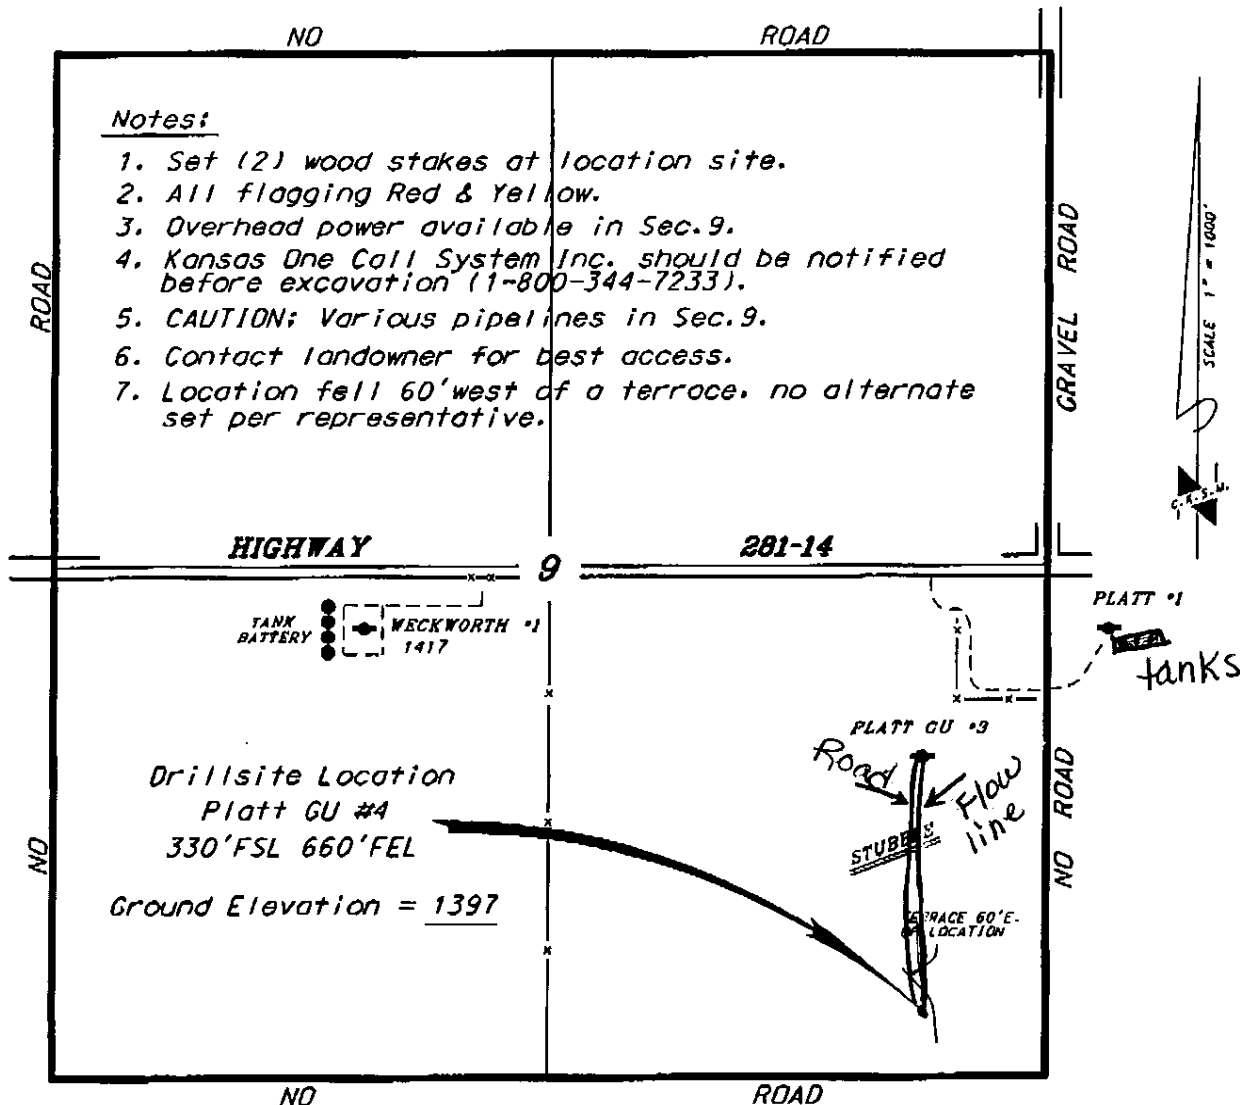 NO ROAD
Notes:
1. Set (2) wood stakes at location site.
2. All flagging Red & Yellow.
3. Overhead power available in Sec.9.
4. Kansas One Call System Inc. should be notified
before excavation (1-800-344-7233).
5. CAUTION: Various pipelines in Sec.9.
6. Contact landowner for best access.
7. Location fell 60'west of a terrace, no alternate
set per representative.
ROAD
GRAVEL ROAD
SCALE 1" = 1000'
C.K.S.M.
HIGHWAY 9 281-14
TANK
BATTERY
WECKWORTH #1
1417
PLATT #1
tanks
PLATT GU #3
Road
Flow
line
STUBBLE
TERRACE 60'E-
OF LOCATION
Drillsite Location
Platt GU #4
330'FSL 660'FEL
Ground Elevation = 1397
NO
NO ROAD
NO ROAD